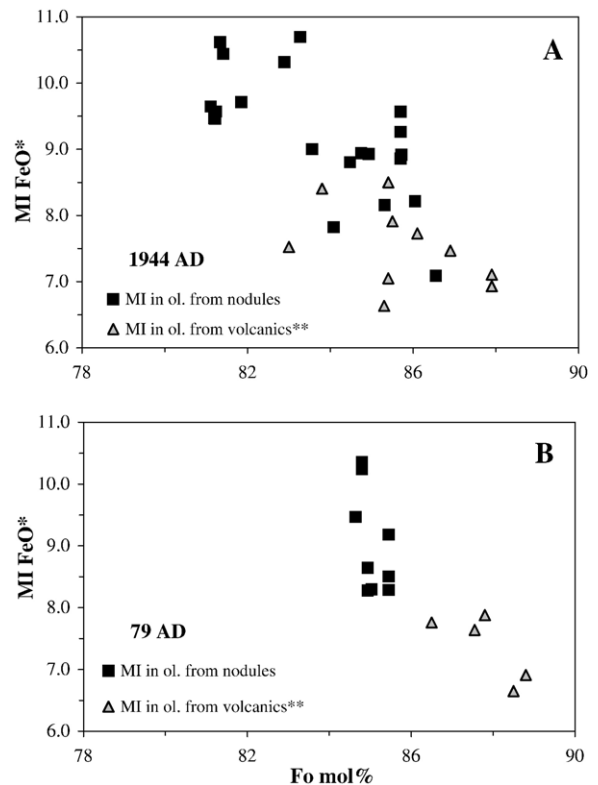 11.0
A
10.0
9.0
MI FeO*
8.0
1944 AD
7.0
MI in ol. from nodules
MI in ol. from volcanics**
6.0
78 82 86 90
11.0
B
10.0
9.0
MI FeO*
8.0
79 AD
7.0
MI in ol. from nodules
MI in ol. from volcanics**
6.0
78 82 86 90
Fo mol%